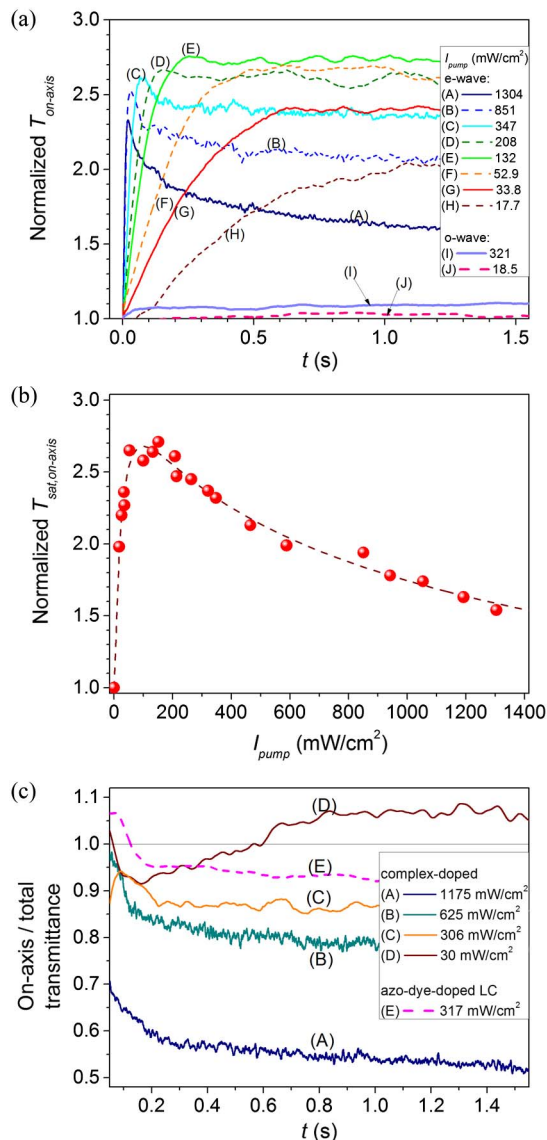 (a)
3.0
2.5
2.0
1.5
1.0
Normalized T on-axis
(C)
(D)
(E)
(B)
(F)
(G)
(A)
(H)
(I)
(J)
I pump (mW/cm²)
e-wave:
(A) 1304
(B) 851
(C) 347
(D) 208
(E) 132
(F) 52.9
(G) 33.8
(H) 17.7
o-wave:
(I) 321
(J) 18.5
0.0 0.5 1.0 1.5
t (s)
(b)
3.0
2.5
2.0
1.5
1.0
Normalized T sat,on-axis
0 200 400 600 800 1000 1200 1400
I pump (mW/cm²)
(c)
1.1
1.0
0.9
0.8
0.7
0.6
0.5
On-axis / total
transmittance
(D)
(E)
(C)
(B)
(A)
complex-doped
(A) 1175 mW/cm²
(B) 625 mW/cm²
(C) 306 mW/cm²
(D) 30 mW/cm²
azo-dye-doped LC
(E) 317 mW/cm²
0.2 0.4 0.6 0.8 1.0 1.2 1.4
t (s)